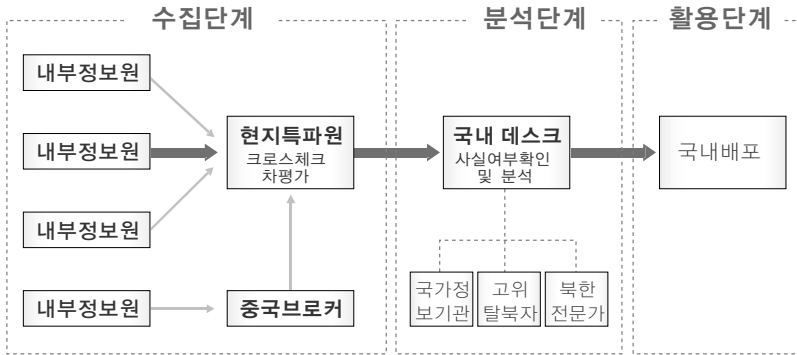 수집단계
분석단계
활용단계
내부정보원
내부정보원
내부정보원
내부정보원
현지특파원
크로스체크
차평가
중국브로커
국내 데스크
사실여부확인
및 분석
국가정
보기관
고위
탈북자
북한
전문가
국내배포